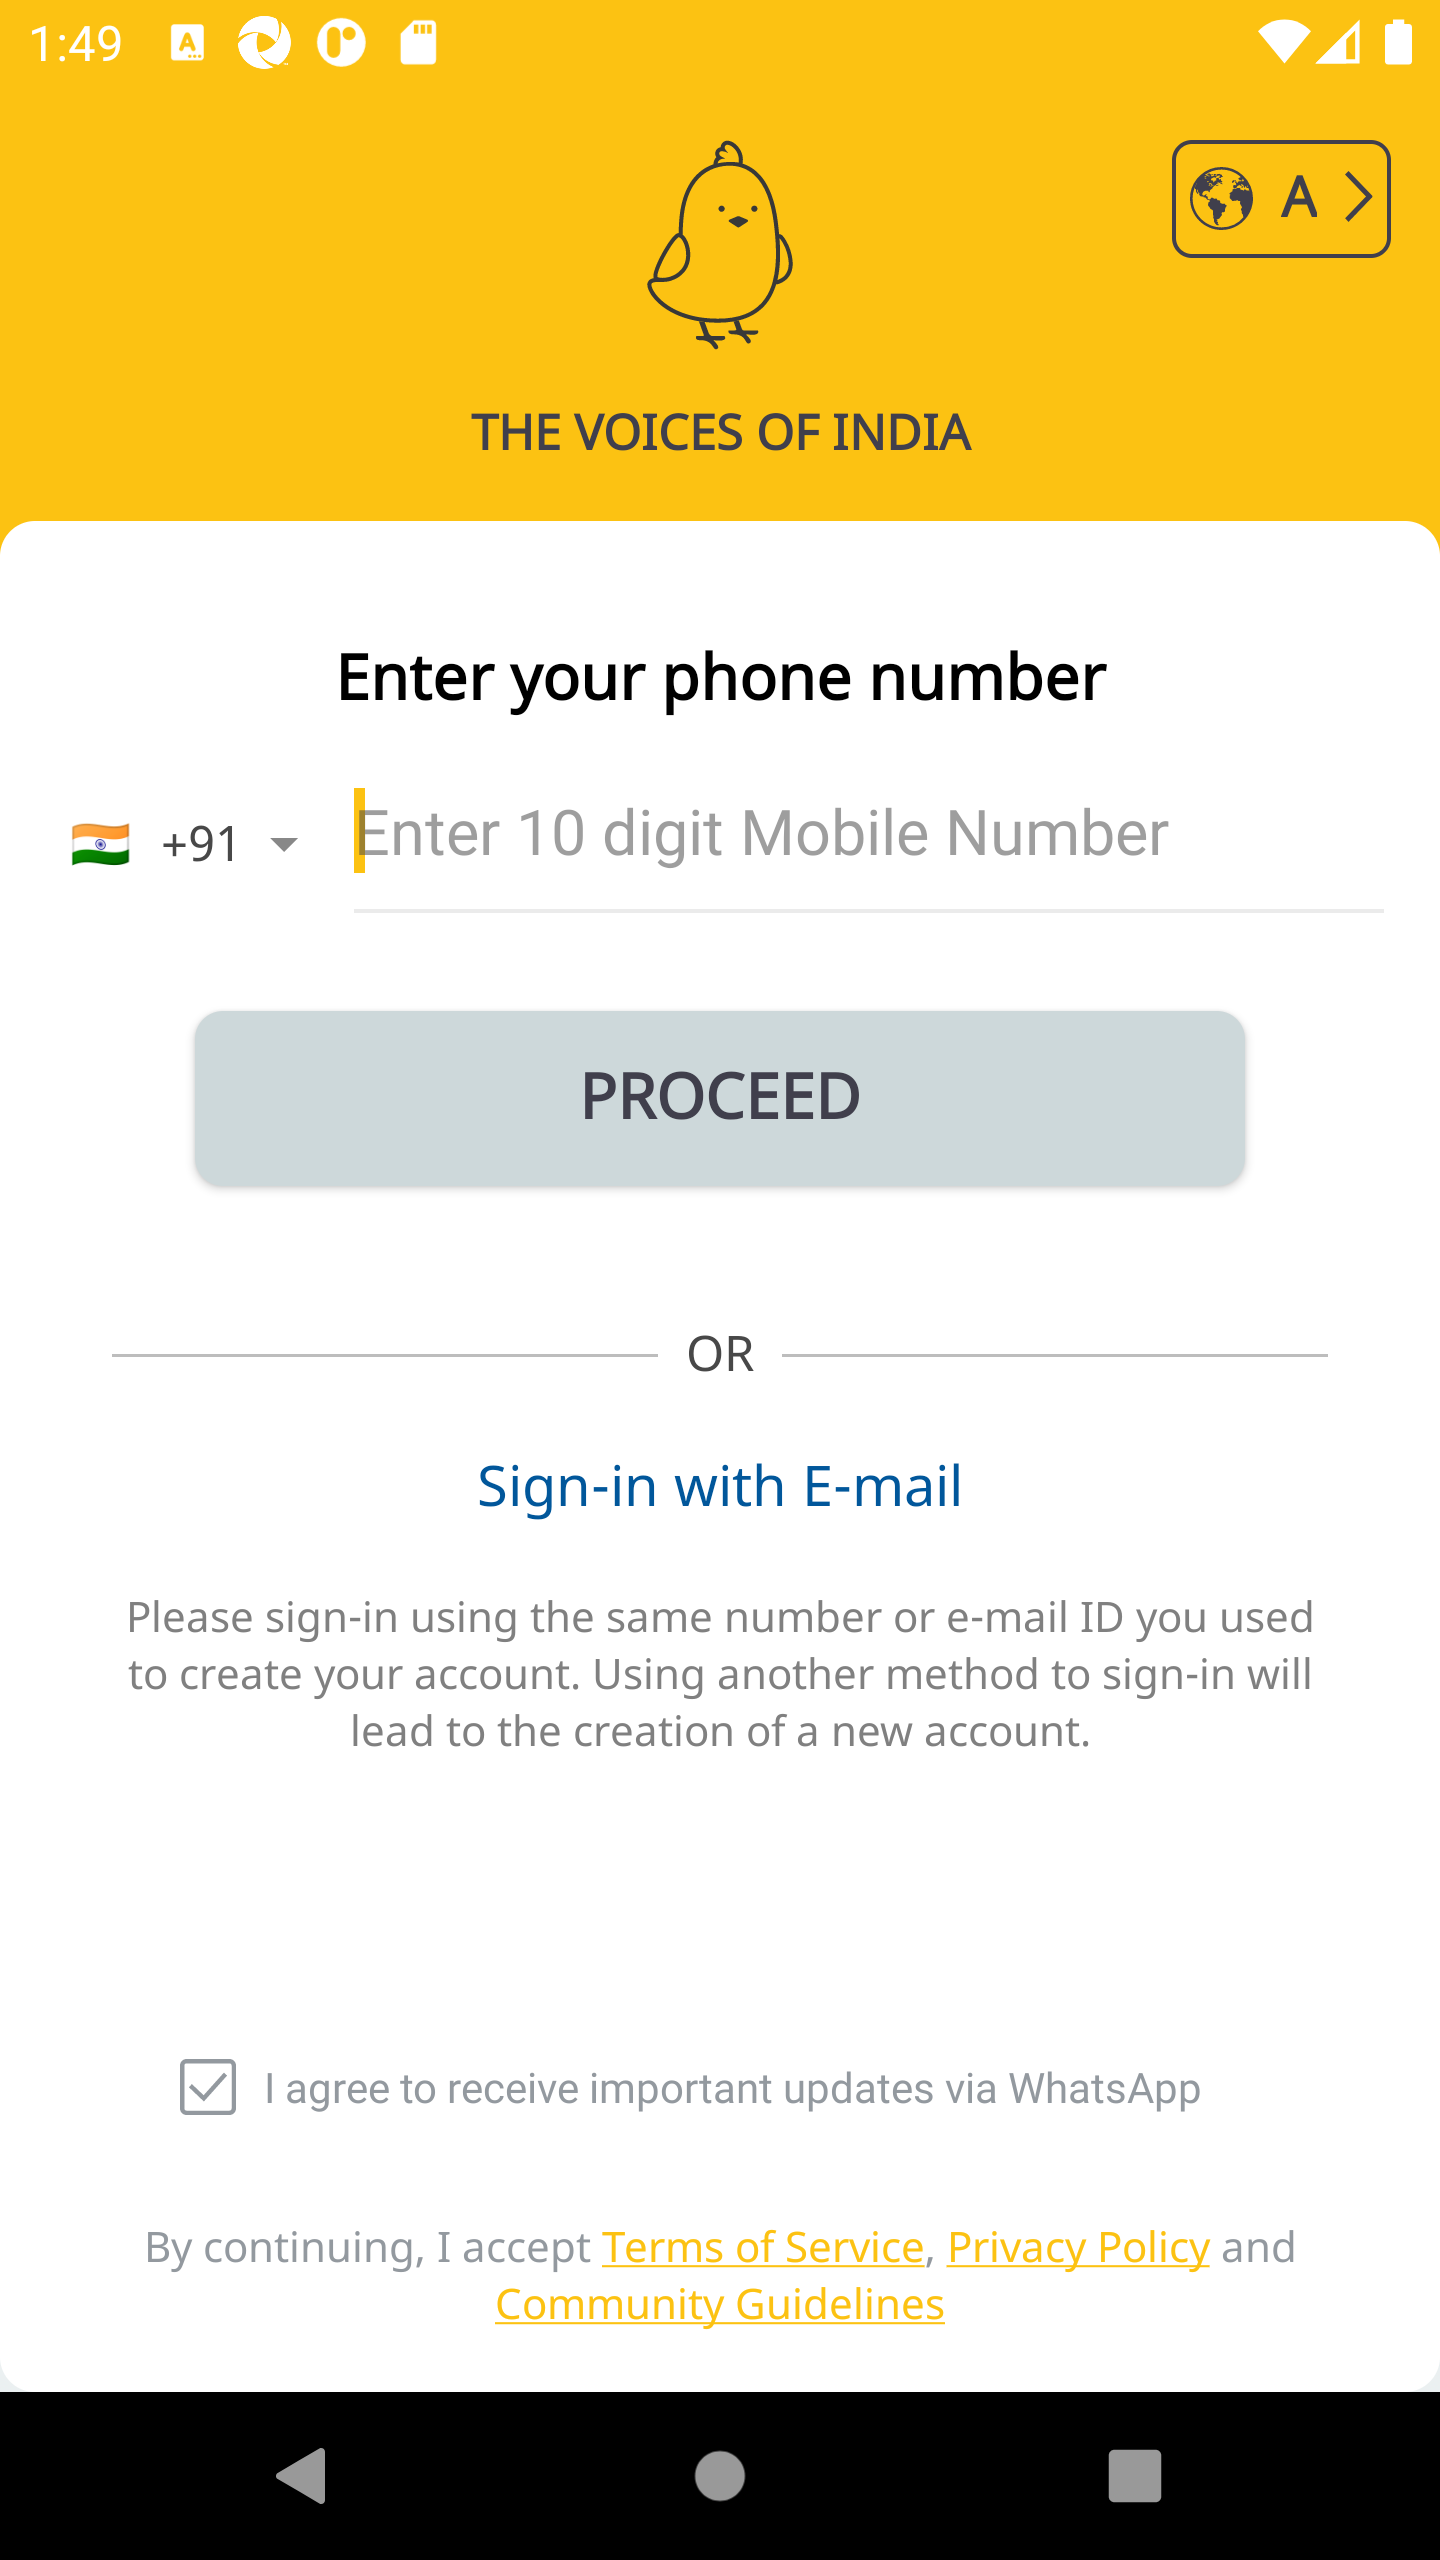 1:49
A
THE VOICES OF INDIA
Enter your phone number
+91
Enter 10 digit Mobile Number
PROCEED
OR
Sign-in with E-mail
Please sign-in using the same number or e-mail ID you used
to create your account. Using another method to sign-in will
lead to the creation of a new account.
I agree to receive important updates via WhatsApp
By continuing, I accept Terms of Service, Privacy Policy and
Community Guidelines